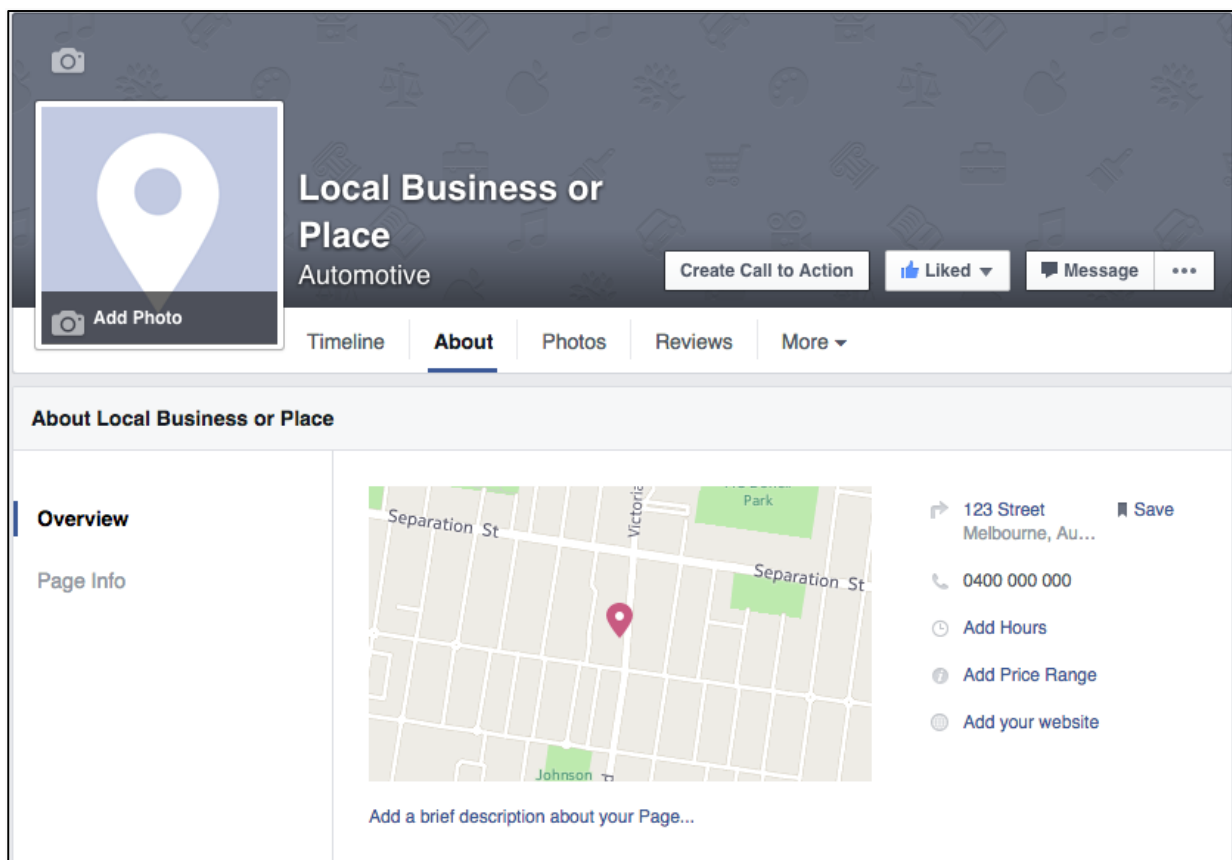 Local Business or
Place
Automotive
Create Call to Action
Liked
Message
Add Photo
Timeline
About
Photos
Reviews
More
About Local Business or Place
Overview
Page Info
Park
Separation St
Victoria
Separation St
Johnson
123 Street
Save
Melbourne, Au...
0400 000 000
Add Hours
Add Price Range
Add your website
Add a brief description about your Page...